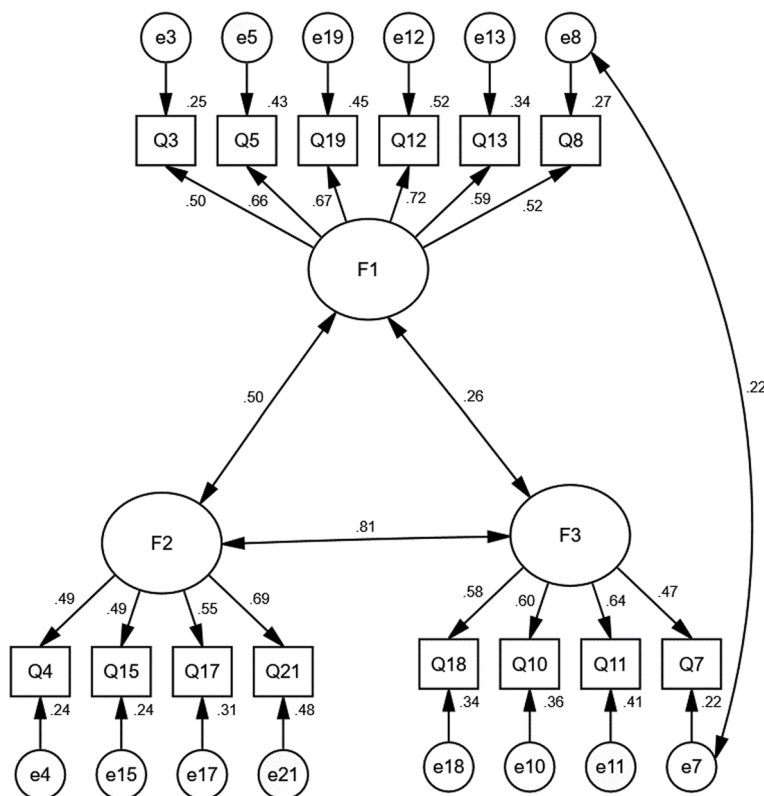 e3 e5 e19 e12 e13 e8
.25 .43 .45 .52 .34 .27
Q3 Q5 Q19 Q12 Q13 Q8
.50 .66 .67 .72 .59 .52
F1
.22
.50 .26
.81
F2 F3
.49 .49 .55 .69 .58 .60 .64 .47
Q4 Q15 Q17 Q21 Q18 Q10 Q11 Q7
.24 .24 .31 .48 .34 .36 .41 .22
e4 e15 e17 e21 e18 e10 e11 e7